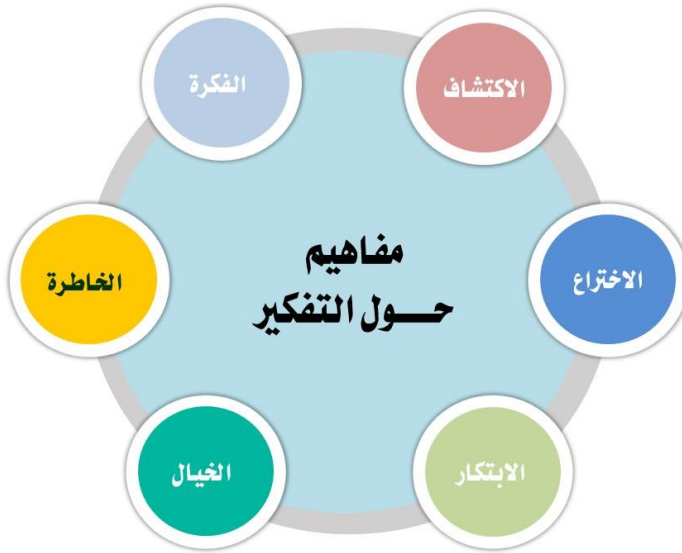 مفاهيم
حـــول التفكير
الاكتشاف
الاختراع
الابتكار
الخيال
الخاطرة
الفكرة